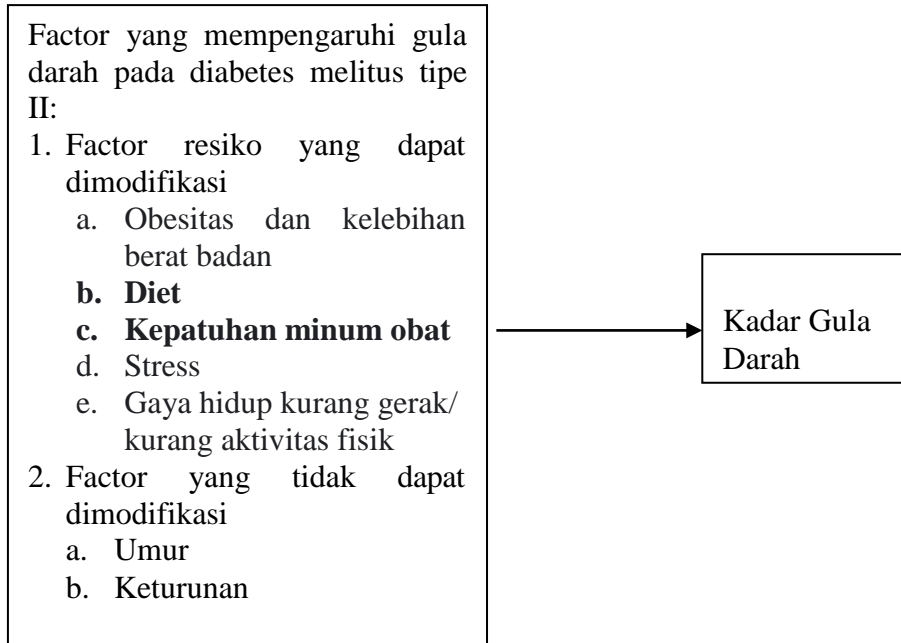 Factor yang mempengaruhi gula
darah pada diabetes melitus tipe
II:
1. Factor resiko yang dapat
dimodifikasi
a. Obesitas dan kelebihan
berat badan
b. Diet
c. Kepatuhan minum obat
d. Stress
e. Gaya hidup kurang gerak/
kurang aktivitas fisik
2. Factor yang tidak dapat
dimodifikasi
a. Umur
b. Keturunan
Kadar Gula
Darah